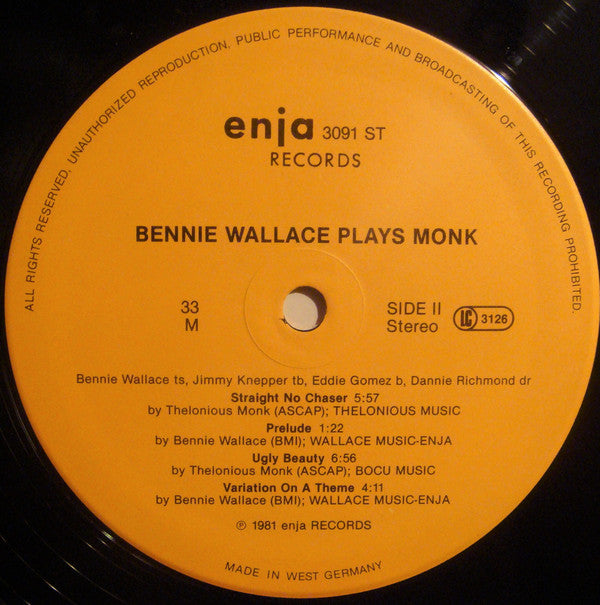 ALL RIGHTS RESERVED, UNAUTHORIZED REPRODUCTION, PUBLIC PERFORMANCE AND BROADCASTING OF THIS RECORDING PROHIBITED.
enja 3091 ST
RECORDS
BENNIE WALLACE PLAYS MONK
33
M
SIDE II
Stereo
LC 3126
Bennie Wallace ts, Jimmy Knepper tb, Eddie Gomez b, Dannie Richmond dr
Straight No Chaser 5:57
by Thelonious Monk (ASCAP); THELONIOUS MUSIC
Prelude 1:22
by Bennie Wallace (BMI); WALLACE MUSIC-ENJA
Ugly Beauty 6:56
by Thelonious Monk (ASCAP); BOCU MUSIC
Variation On A Theme 4:11
by Bennie Wallace (BMI); WALLACE MUSIC-ENJA
℗ 1981 enja RECORDS
MADE IN WEST GERMANY